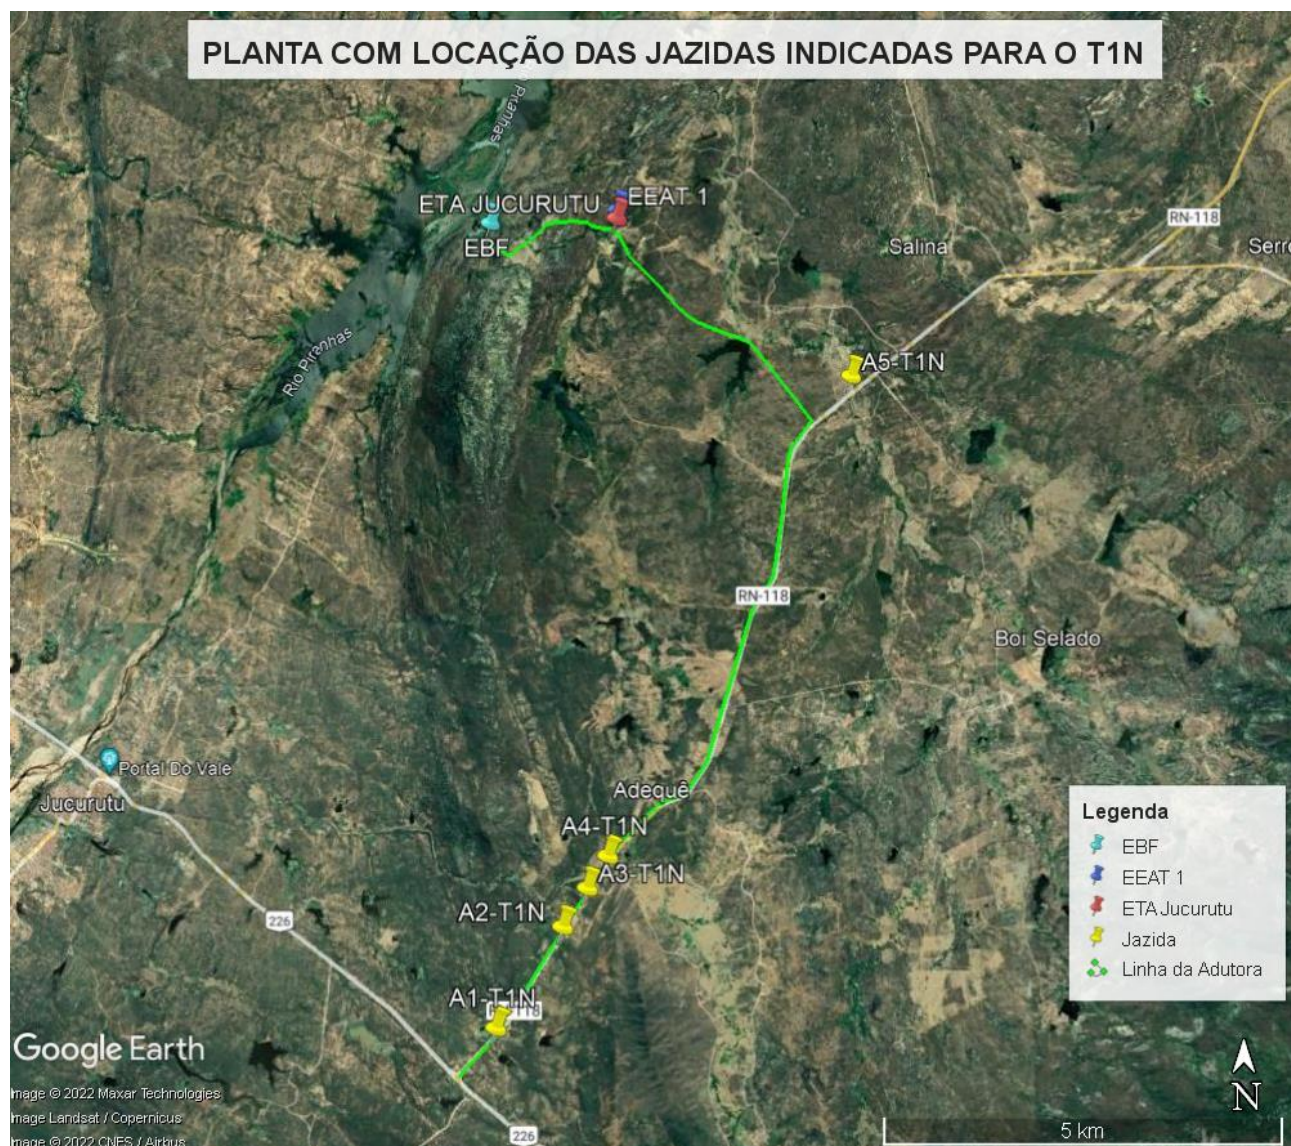 PLANTA COM LOCAÇÃO DAS JAZIDAS INDICADAS PARA O T1N
Piranhas
ETA JUCURUTU
EEAT 1
EBF
RN-118
Salina
Serro
Rio Piranhas
A5-T1N
RN-118
Boi Selado
Portal Do Vale
Jucurutu
Adequê
A4-T1N
A3-T1N
A2-T1N
226
A1-T1N
118
Legenda
EBF
EEAT 1
ETA Jucurutu
Jazida
Linha da Adutora
Google Earth
Image © 2022 Maxar Technologies
Image Landsat / Copernicus
Image © 2022 CNES / Airbus
226
N
5 km